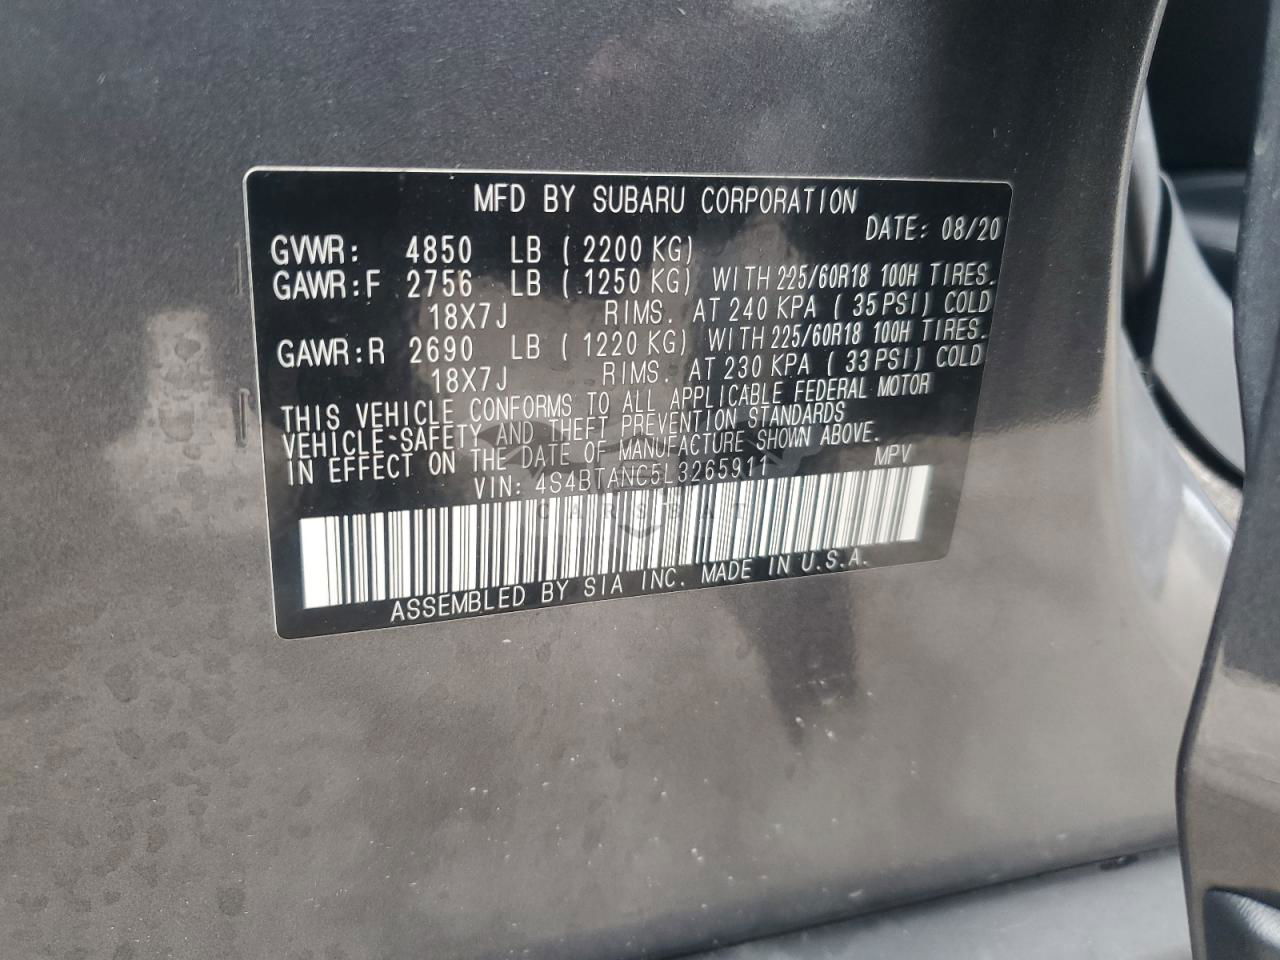 MFD BY SUBARU CORPORATION
DATE: 08/20
GVWR: 4850 LB ( 2200 KG)
GAWR:F 2756 LB ( 1250 KG) WITH 225/60R18 100H TIRES.
18X7J RIMS. AT 240 KPA ( 35 PSI) COLD
GAWR:R 2690 LB ( 1220 KG) WITH 225/60R18 100H TIRES.
18X7J RIMS. AT 230 KPA ( 33 PSI) COLD
THIS VEHICLE CONFORMS TO ALL APPLICABLE FEDERAL MOTOR
VEHICLE-SAFETY AND THEFT PREVENTION STANDARDS
IN EFFECT ON THE DATE OF MANUFACTURE SHOWN ABOVE.
VIN: 4S4BTANC5L3265911 MPV
CARSBAT
ASSEMBLED BY SIA INC. MADE IN U.S.A.